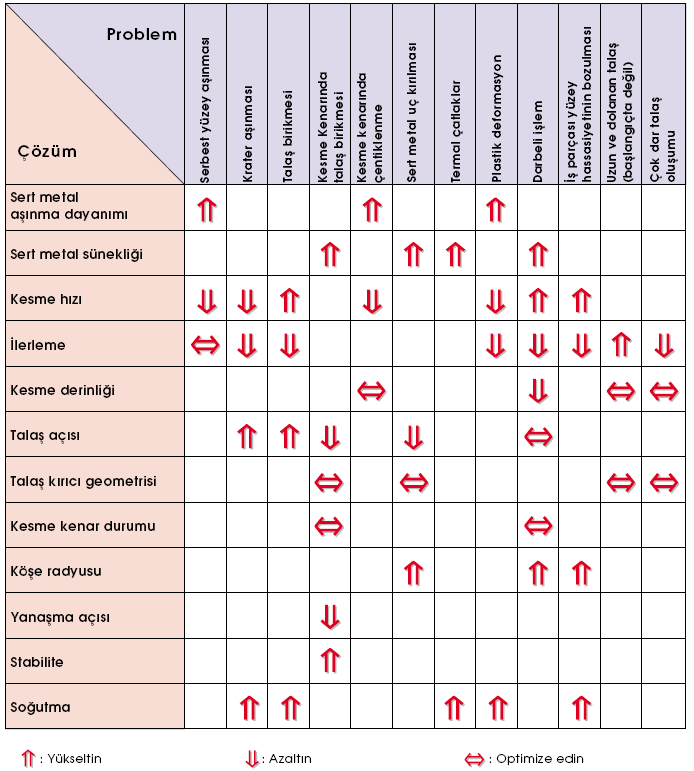 Problem
Çözüm
Serbest yüzey aşınması
Krater aşınması
Talaş birikmesi
Kesme Kenarında
talaş birikmesi
Kesme kenarında
çentiklenme
Sert metal uç kırılması
Termal çatlaklar
Plastik deformasyon
Darbeli işlem
İş parçası yüzey
hassasiyetinin bozulması
Uzun ve dolanan talaş
(başlangıçta değil)
Çok dar talaş
oluşumu
Sert metal
aşınma dayanımı
Sert metal sünekliği
Kesme hızı
İlerleme
Kesme derinliği
Talaş açısı
Talaş kırıcı geometrisi
Kesme kenar durumu
Köşe radyusu
Yanaşma açısı
Stabilite
Soğutma
⇑ : Yükseltin
⇓ : Azaltın
⇔ : Optimize edin